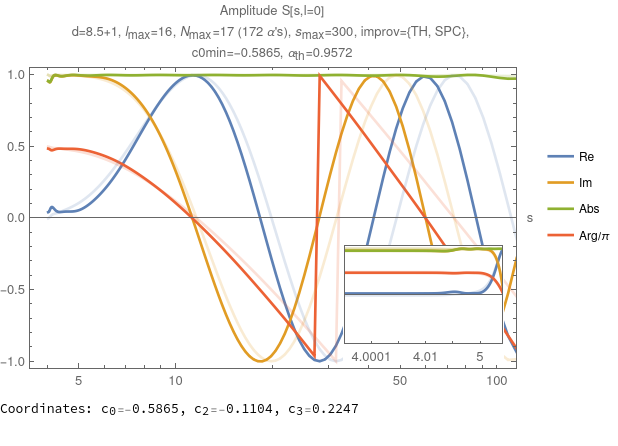 Amplitude S[s,l=0]
d=8.5+1, lmax=16, Nmax=17 (172 α's), smax=300, improv={TH, SPC},
c0min=-0.5865, αth=0.9572
1.0
0.5
0.0
-0.5
-1.0
5
10
50
100
s
Re
Im
Abs
Arg/π
4.0001
4.01
5
Coordinates: c0=-0.5865, c2=-0.1104, c3=0.2247